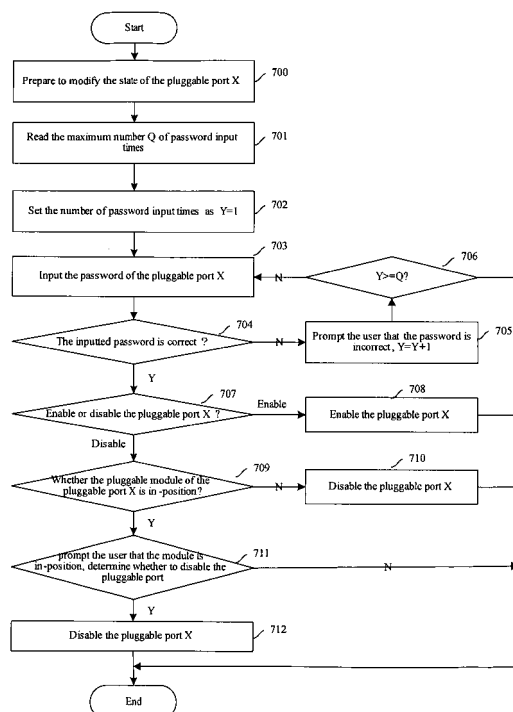 Start
Prepare to modify the state of the pluggable port X
700
Read the maximum number Q of password input
times
701
Set the number of password input times as Y=1
702
703
Input the password of the pluggable port X
N
Y>=Q?
706
The inputted password is correct ?
704
N
Prompt the user that the password is
incorrect, Y=Y+1
705
Y
707
Enable or disable the pluggable port X ?
Enable
708
Enable the pluggable port X
Disable
709
Whether the pluggable module of the
pluggable port X is in -position?
N
710
Disable the pluggable port X
Y
prompt the user that the module is
in-position, determine whether to disable the
pluggable port
711
N
Y
Disable the pluggable port X
712
End